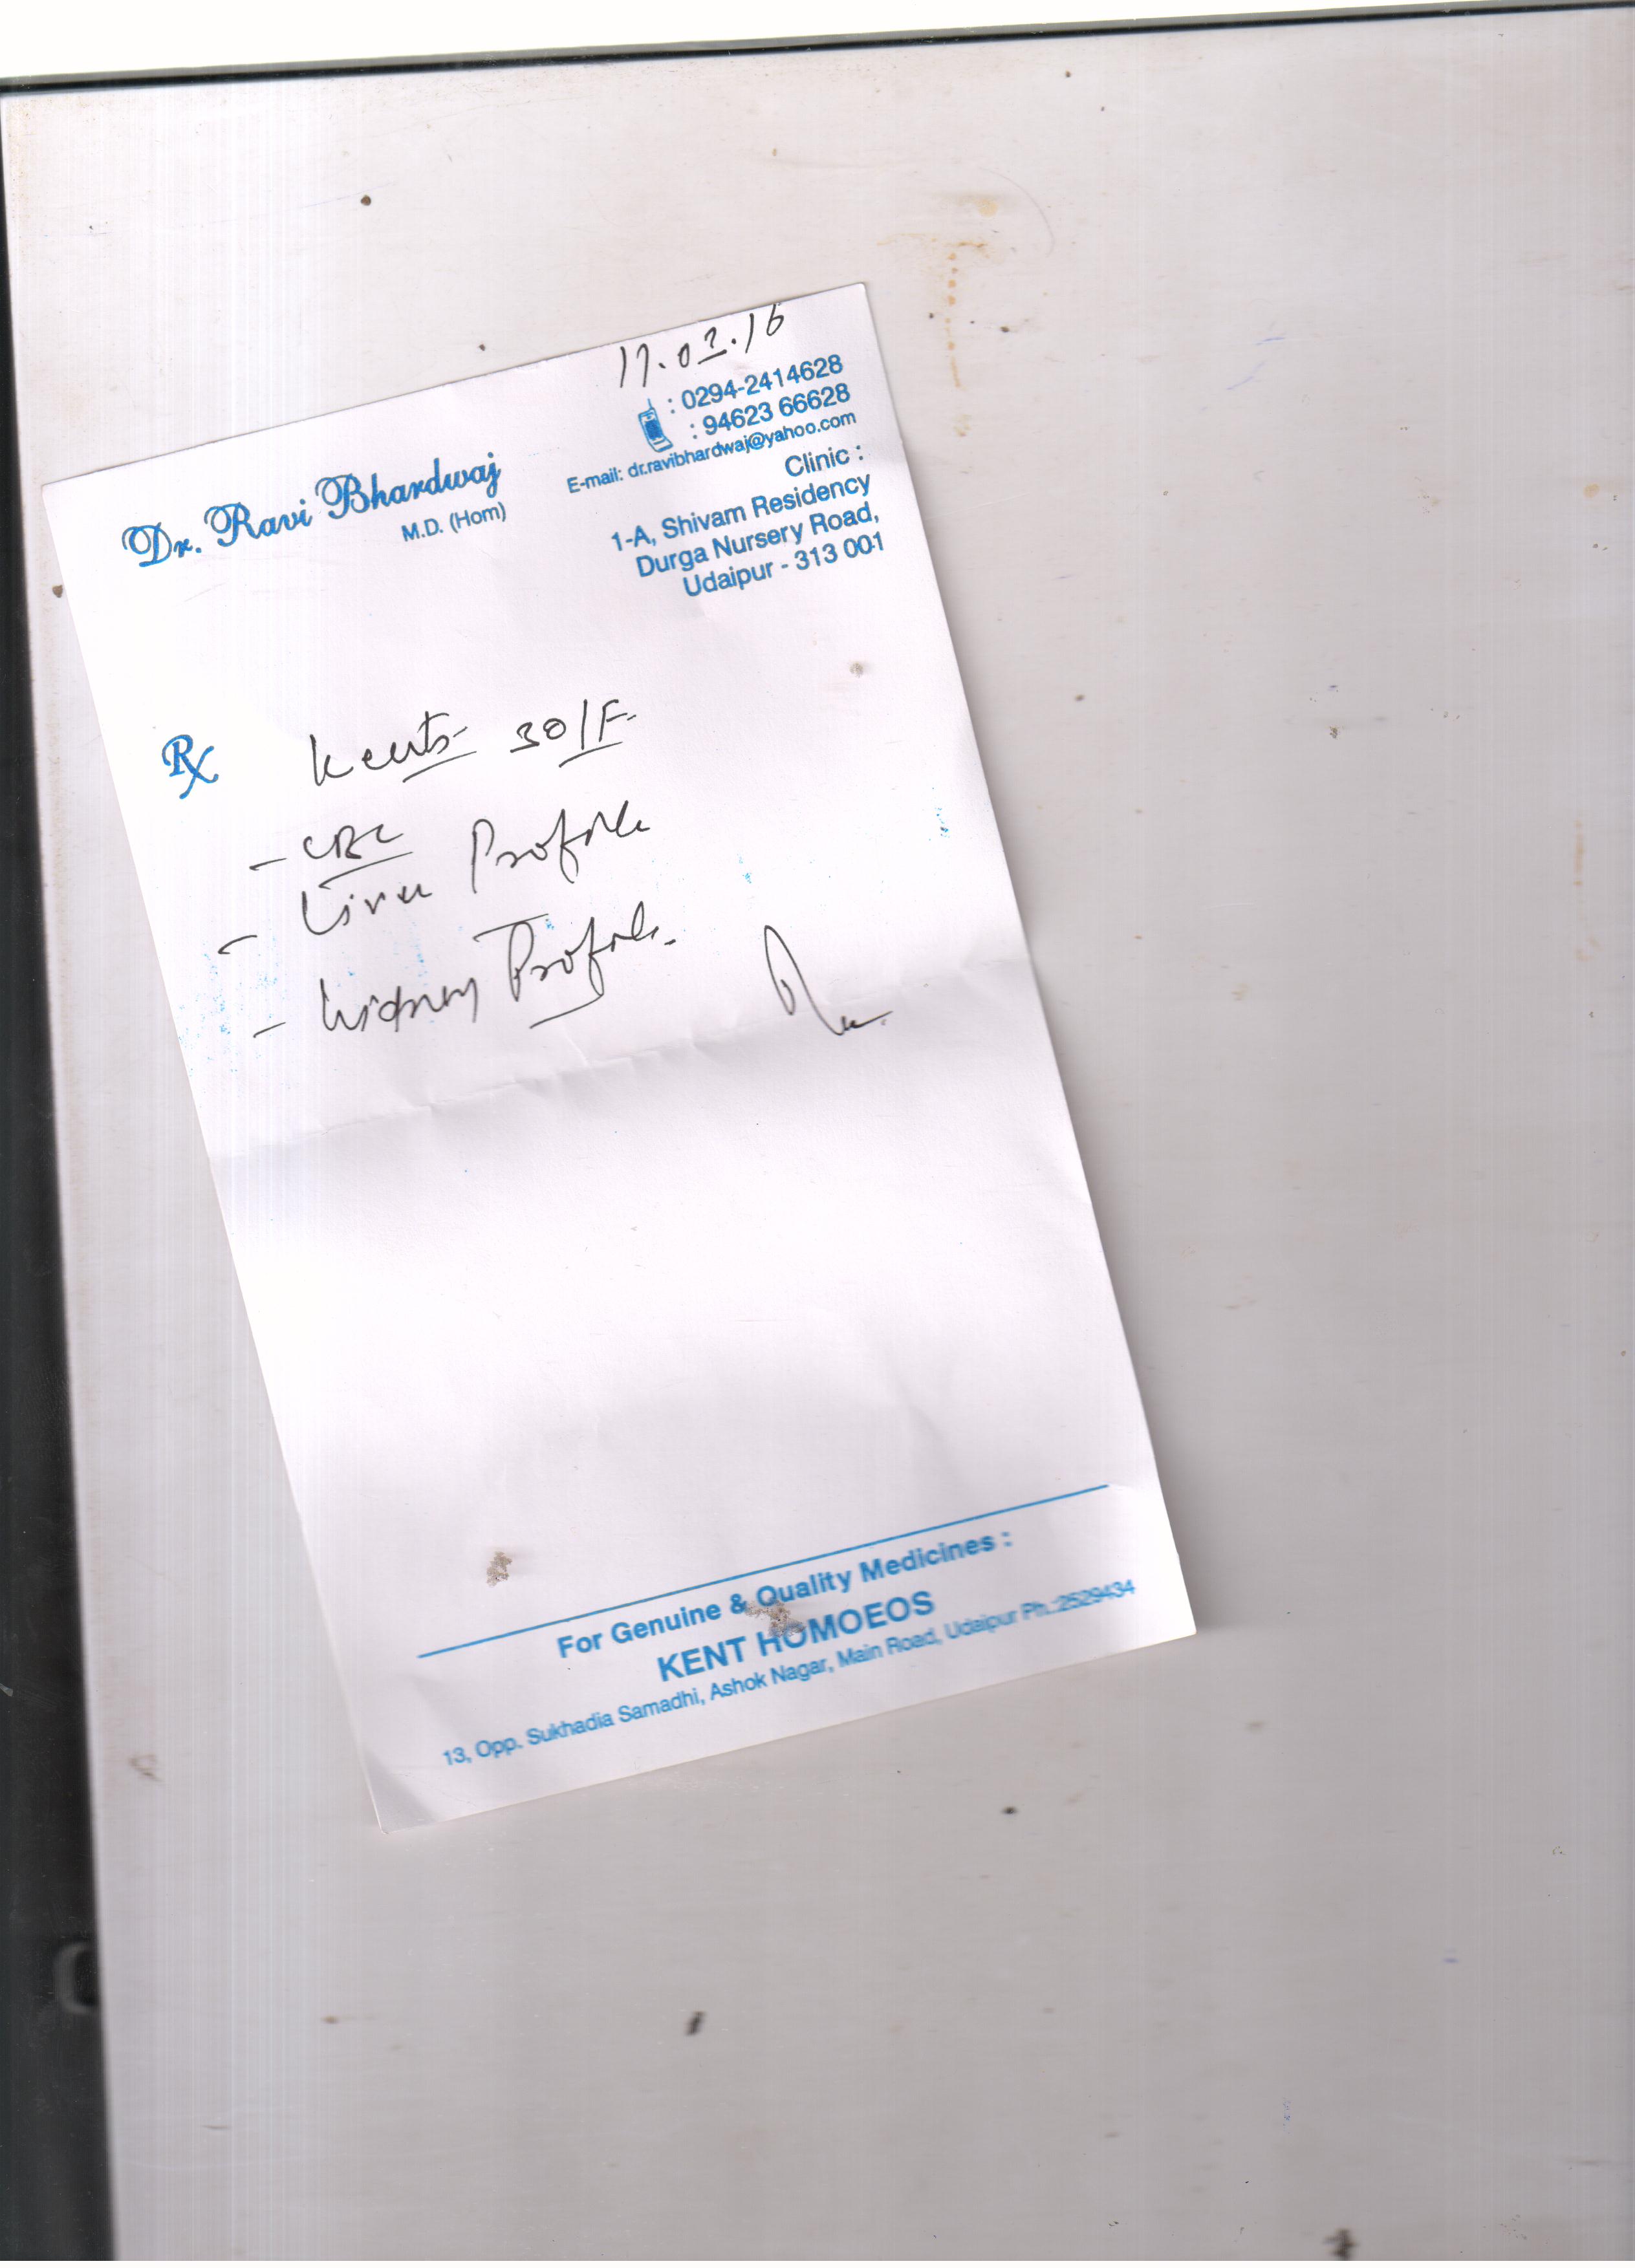 17.02.16
: 0294-2414628
: 94623 66628
E-mail: dr.ravibhardwaj@yahoo.com
Dr. Ravi Bhardwaj
M.D. (Hom)
Clinic :
1-A, Shivam Residency
Durga Nursery Road,
Udaipur - 313 001
Rx 30/F
- CBC
- Liver Profile
- Kidney Profile.
For Genuine & Quality Medicines :
KENT HOMOEOS
13, Opp. Sukhadia Samadhi, Ashok Nagar, Main Road, Udaipur Ph.:2529434